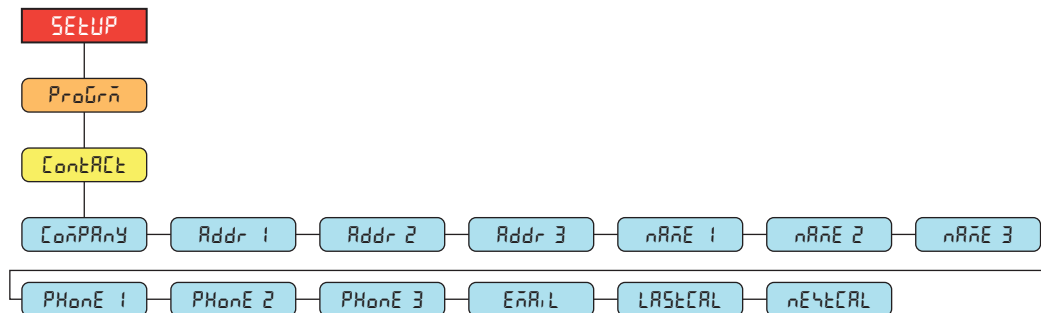 SEtUP
ProGrm
ContACt
ComPAny Addr 1 Addr 2 Addr 3 nAmE 1 nAmE 2 nAmE 3
PHonE 1 PHonE 2 PHonE 3 EmAiL LAStCAL nExtCAL